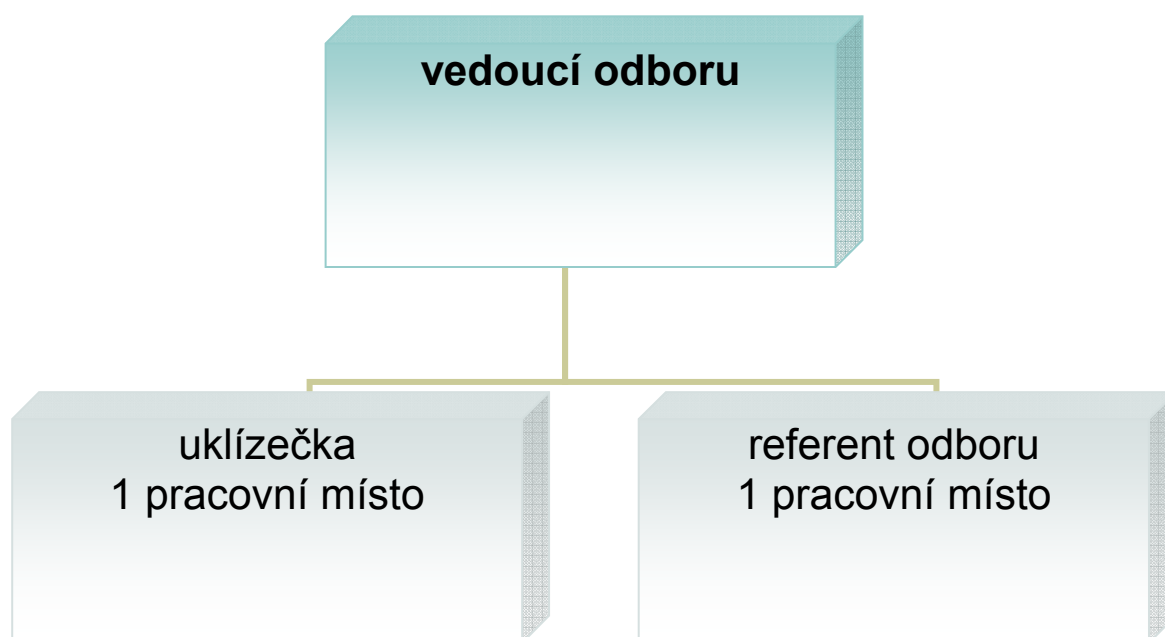 vedoucí odboru
uklízečka
1 pracovní místo
referent odboru
1 pracovní místo